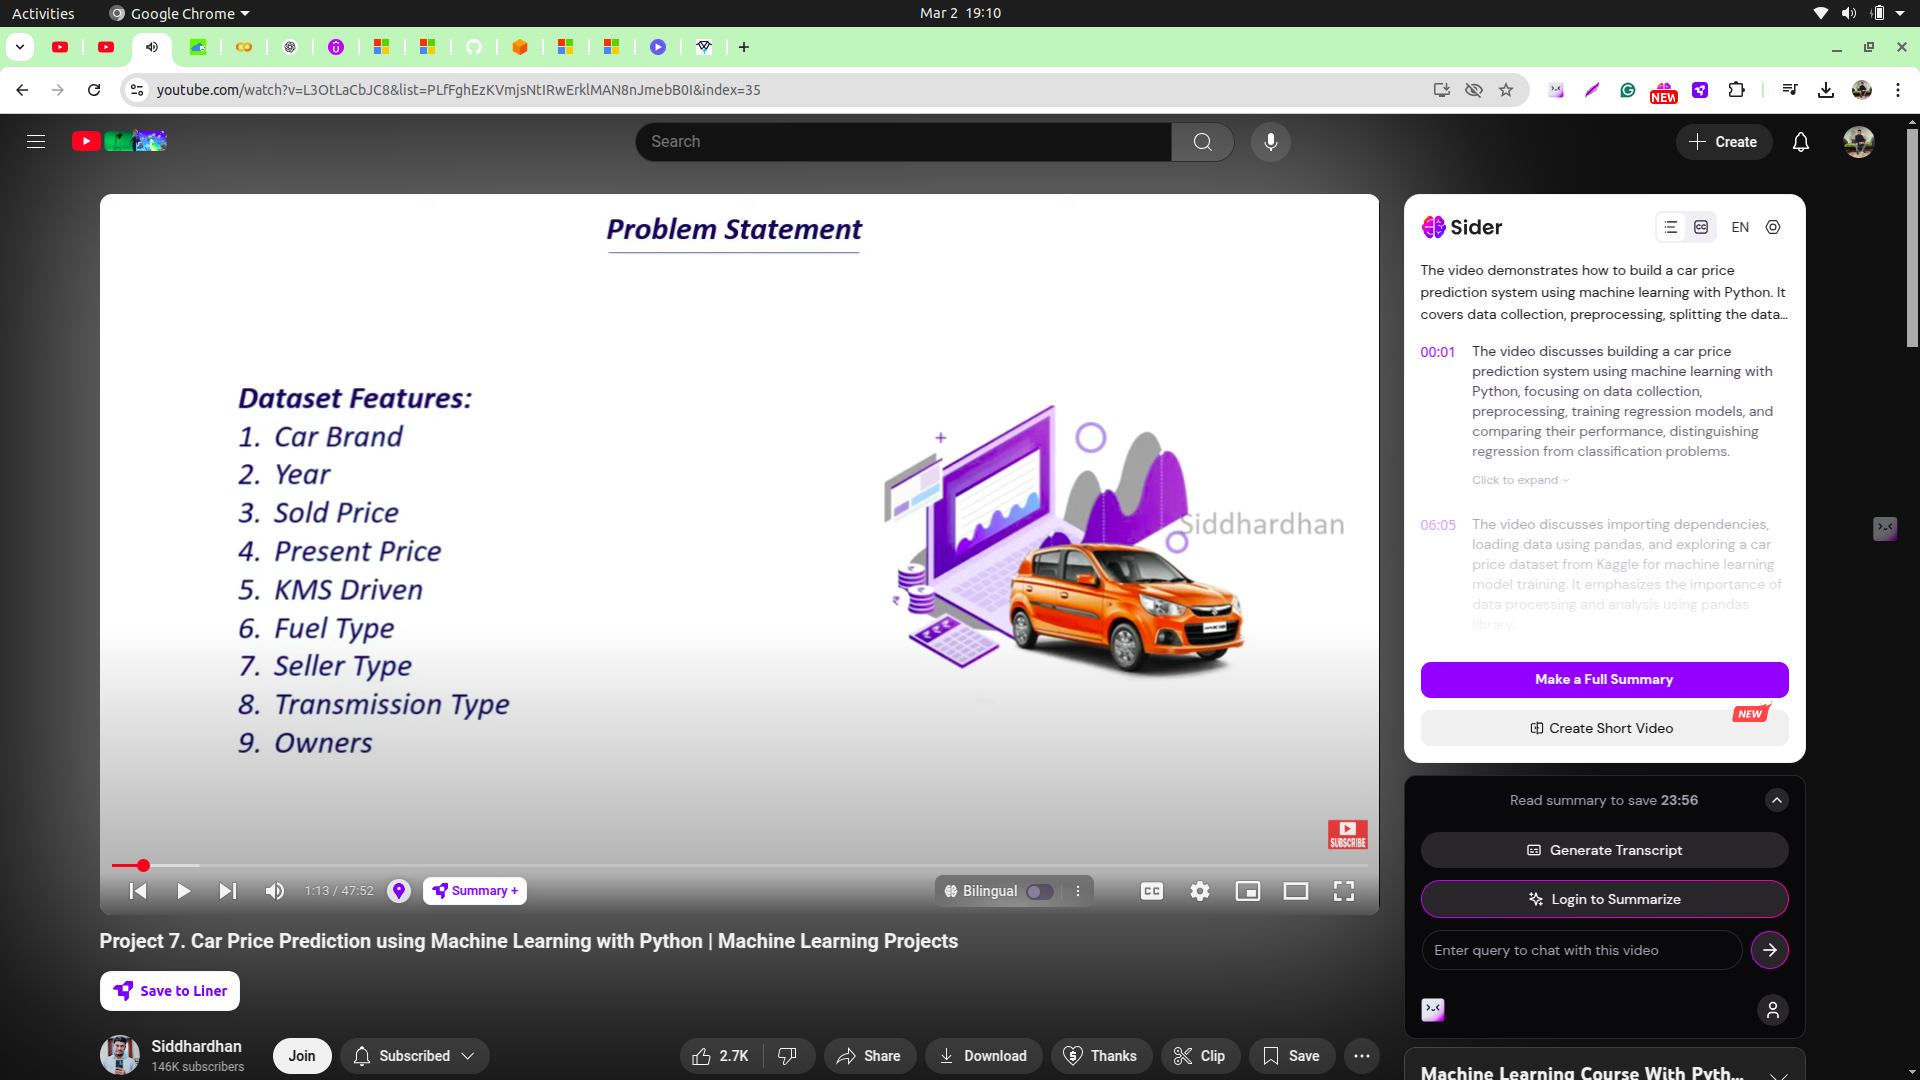 Activities
Google Chrome
Mar 2 19:10
youtube.com/watch?v=L3OtLaCbJC8&list=PLfFghEzKVmjsNtIRwErklMAN8nJmebB0I&index=35
NEW
Search
Create
Problem Statement
Dataset Features:
1. Car Brand
2. Year
3. Sold Price
4. Present Price
5. KMS Driven
6. Fuel Type
7. Seller Type
8. Transmission Type
9. Owners
Siddhardhan
SUBSCRIBE
1:13 / 47:52
Summary +
Bilingual
CC
Project 7. Car Price Prediction using Machine Learning with Python | Machine Learning Projects
Save to Liner
Siddhardhan
146K subscribers
Join
Subscribed
2.7K
Share
Download
Thanks
Clip
Save
Sider
CC
EN
The video demonstrates how to build a car price
prediction system using machine learning with Python. It
covers data collection, preprocessing, splitting the data...
00:01
The video discusses building a car price
prediction system using machine learning with
Python, focusing on data collection,
preprocessing, training regression models, and
comparing their performance, distinguishing
regression from classification problems.
Click to expand
06:05
The video discusses importing dependencies,
loading data using pandas, and exploring a car
price dataset from Kaggle for machine learning
model training. It emphasizes the importance of
data processing and analysis using pandas
library.
Make a Full Summary
NEW
Create Short Video
Read summary to save 23:56
Generate Transcript
Login to Summarize
Enter query to chat with this video
Machine Learning Course With Pyth...